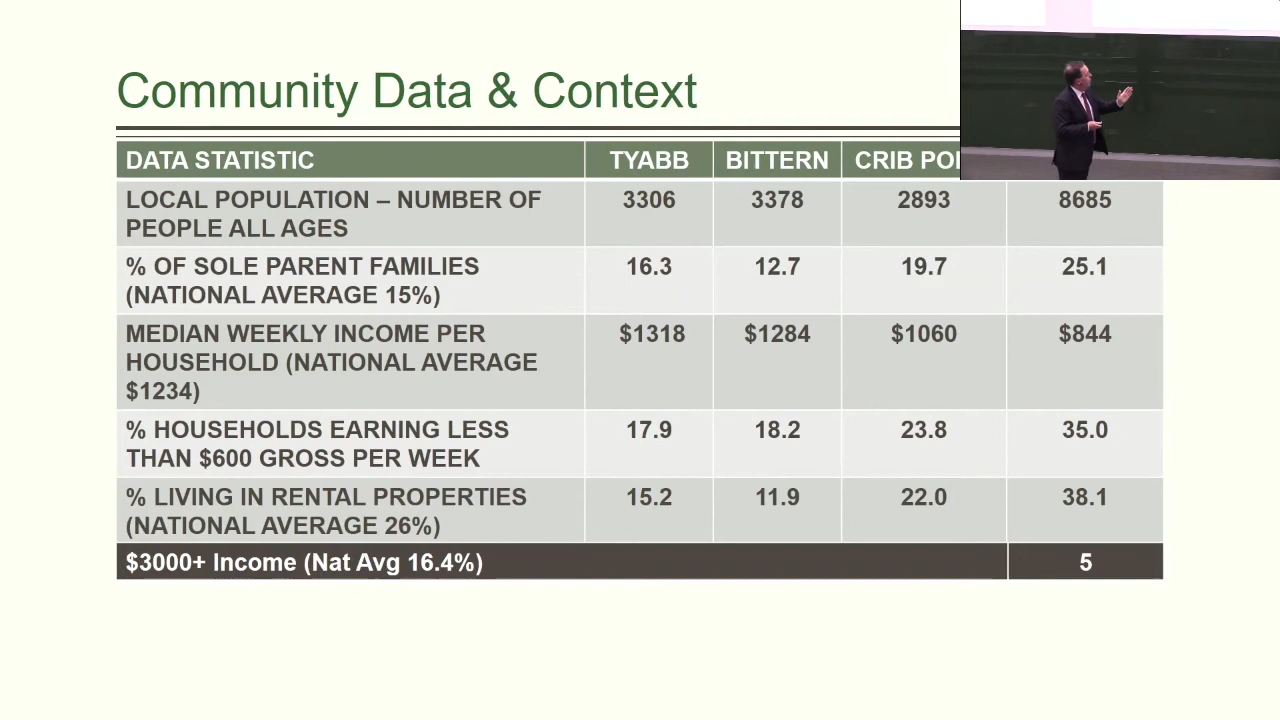 Community Data & Context
DATA STATISTIC TYABB BITTERN CRIB
LOCAL POPULATION – NUMBER OF 3306 3378 2893 8685
PEOPLE ALL AGES
% OF SOLE PARENT FAMILIES 16.3 12.7 19.7 25.1
(NATIONAL AVERAGE 15%)
MEDIAN WEEKLY INCOME PER $1318 $1284 $1060 $844
HOUSEHOLD (NATIONAL AVERAGE
$1234)
% HOUSEHOLDS EARNING LESS 17.9 18.2 23.8 35.0
THAN $600 GROSS PER WEEK
% LIVING IN RENTAL PROPERTIES 15.2 11.9 22.0 38.1
(NATIONAL AVERAGE 26%)
$3000+ Income (Nat Avg 16.4%) 5